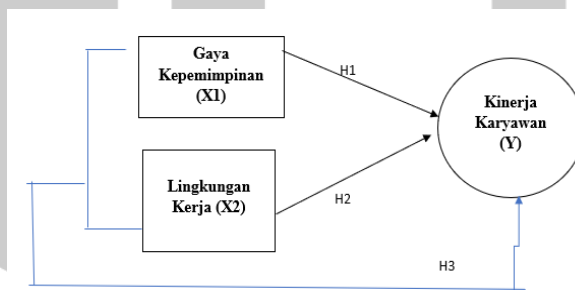 Gaya
Kepemimpinan
(X1)
H1
Kinerja
Karyawan
(Y)
Lingkungan
Kerja (X2)
H2
H3